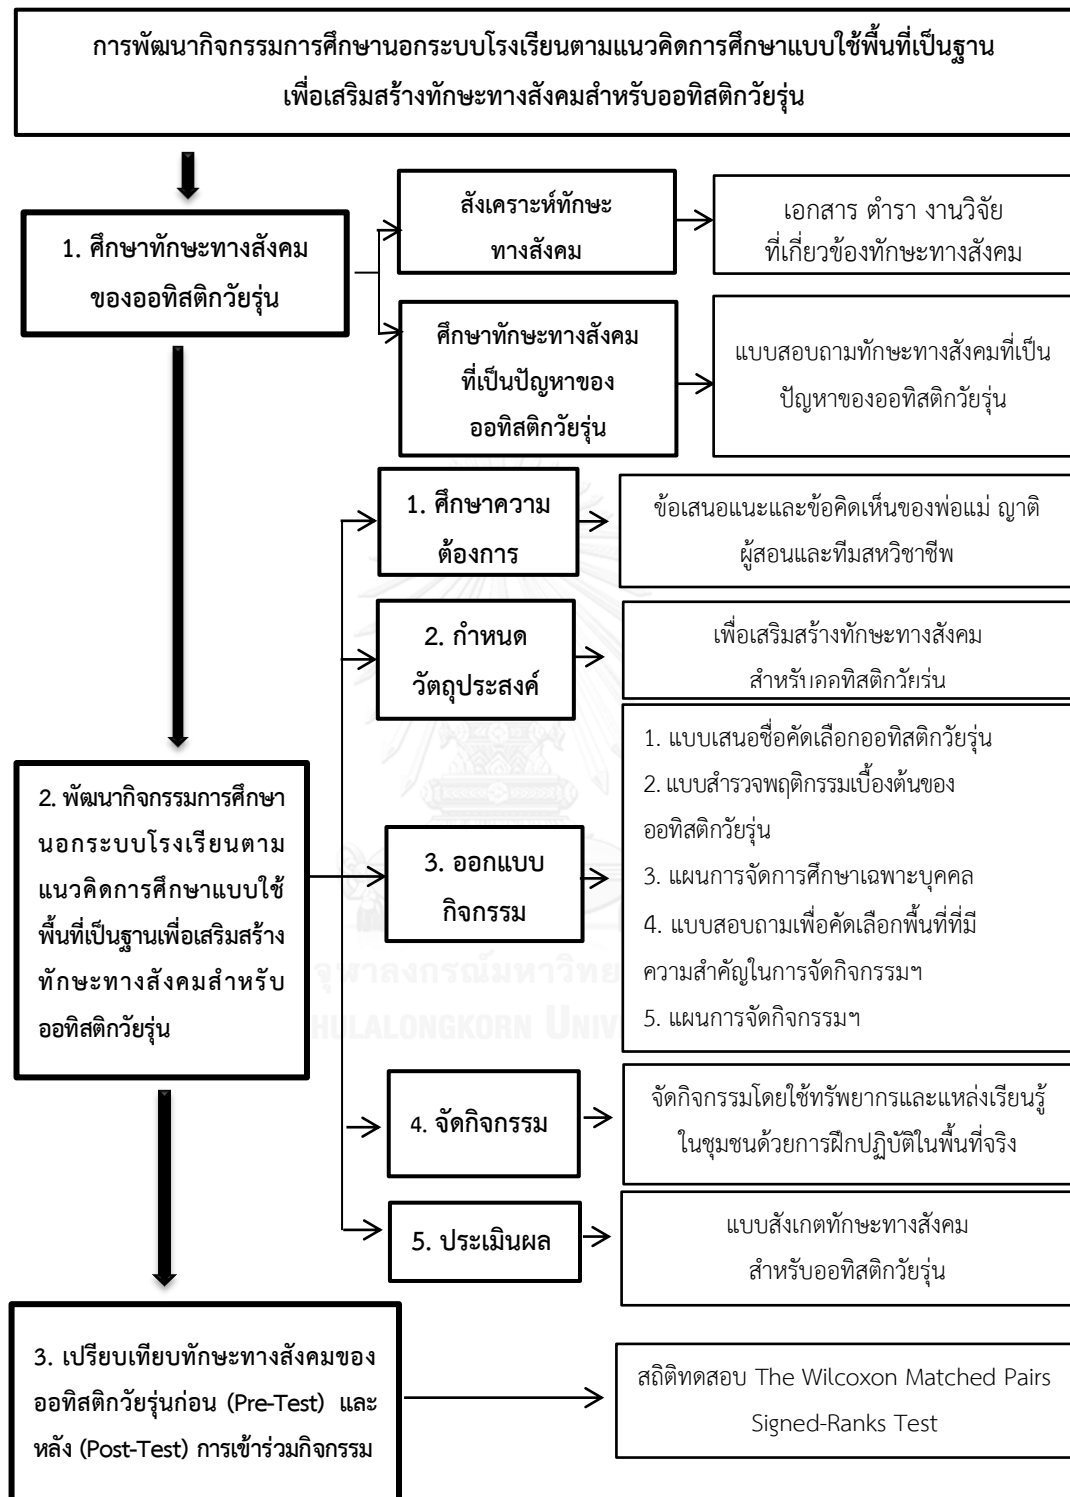 การพัฒนากิจกรรมการศึกษานอกระบบโรงเรียนตามแนวคิดการศึกษาแบบใช้พื้นที่เป็นฐาน
เพื่อเสริมสร้างทักษะทางสังคมสำหรับออทิสติกวัยรุ่น
1. ศึกษาทักษะทางสังคม
ของออทิสติกวัยรุ่น
สังเคราะห์ทักษะ
ทางสังคม
เอกสาร ตำรา งานวิจัย
ที่เกี่ยวข้องทักษะทางสังคม
ศึกษาทักษะทางสังคม
ที่เป็นปัญหาของ
ออทิสติกวัยรุ่น
แบบสอบถามทักษะทางสังคมที่เป็น
ปัญหาของออทิสติกวัยรุ่น
2. พัฒนากิจกรรมการศึกษา
นอกระบบโรงเรียนตาม
แนวคิดการศึกษาแบบใช้
พื้นที่เป็นฐานเพื่อเสริมสร้าง
ทักษะทางสังคมสำหรับ
ออทิสติกวัยรุ่น
1. ศึกษาความ
ต้องการ
ข้อเสนอแนะและข้อคิดเห็นของพ่อแม่ ญาติ
ผู้สอนและทีมสหวิชาชีพ
2. กำหนด
วัตถุประสงค์
เพื่อเสริมสร้างทักษะทางสังคม
สำหรับออทิสติกวัยรุ่น
3. ออกแบบ
กิจกรรม
1. แบบเสนอชื่อคัดเลือกออทิสติกวัยรุ่น
2. แบบสำรวจพฤติกรรมเบื้องต้นของ
ออทิสติกวัยรุ่น
3. แผนการจัดการศึกษาเฉพาะบุคคล
4. แบบสอบถามเพื่อคัดเลือกพื้นที่ที่มี
ความสำคัญในการจัดกิจกรรมฯ
5. แผนการจัดกิจกรรมฯ
4. จัดกิจกรรม
จัดกิจกรรมโดยใช้ทรัพยากรและแหล่งเรียนรู้
ในชุมชนด้วยการฝึกปฏิบัติในพื้นที่จริง
5. ประเมินผล
แบบสังเกตทักษะทางสังคม
สำหรับออทิสติกวัยรุ่น
3. เปรียบเทียบทักษะทางสังคมของ
ออทิสติกวัยรุ่นก่อน (Pre-Test) และ
หลัง (Post-Test) การเข้าร่วมกิจกรรม
สถิติทดสอบ The Wilcoxon Matched Pairs
Signed-Ranks Test